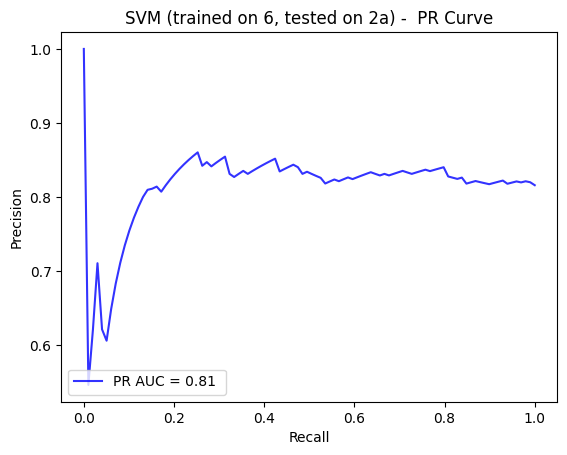 SVM (trained on 6, tested on 2a) -  PR Curve
1.0
0.9
0.8
0.7
0.6
Precision
PR AUC = 0.81
0.0 0.2 0.4 0.6 0.8 1.0
Recall